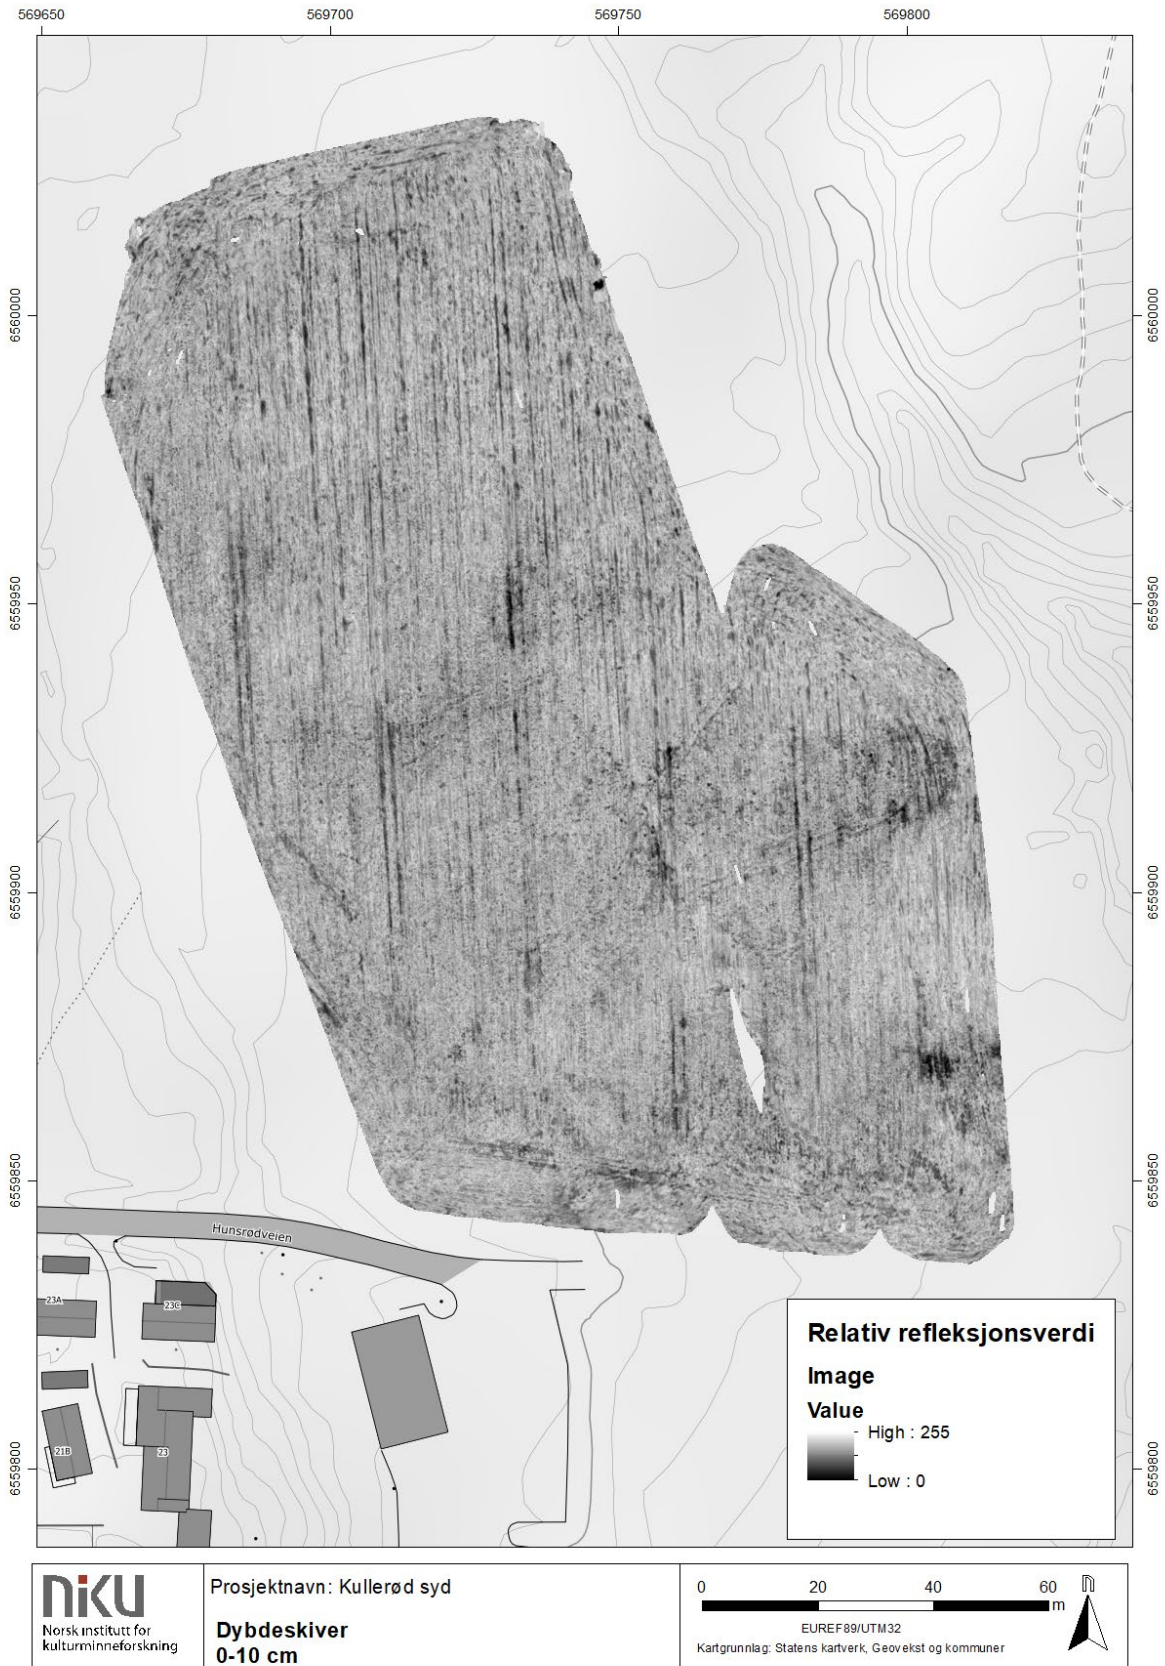 569650 569700 569750 569800
6560000 6560000
6559950 6559950
6559900 6559900
6559850 6559850
Hunsrødveien
23A
23C
21B
23
6559800 6559800
Relativ refleksjonsverdi
Image
Value
High : 255
Low : 0
niku
Norsk institutt for
kulturminneforskning
Prosjektnavn: Kullerød syd
Dybdeskiver
0-10 cm
0 20 40 60
m
EUREF89/UTM32
Kartgrunnlag: Statens kartverk, Geovekst og kommuner
n